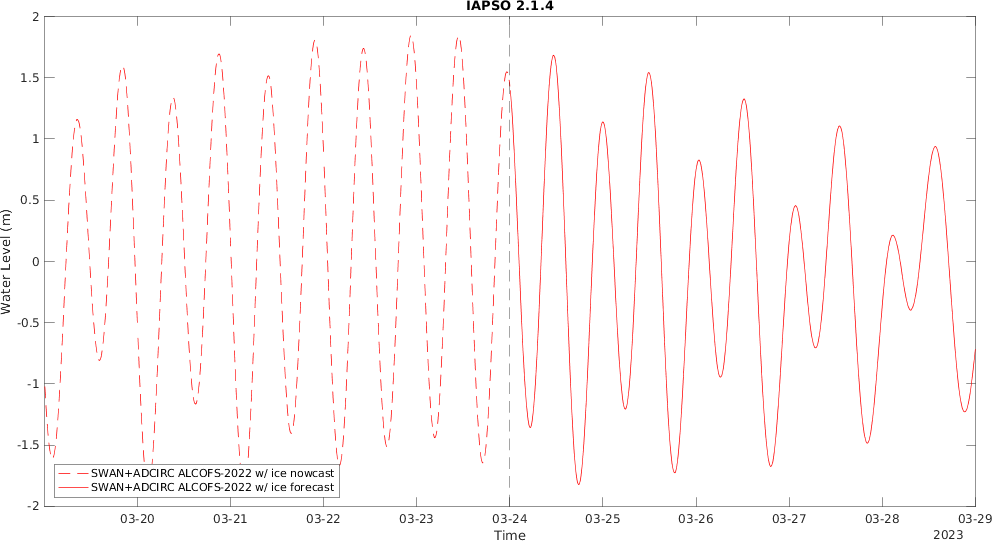 IAPSO 2.1.4
2
1.5
1
0.5
0
-0.5
-1
-1.5
-2
Water Level (m)
SWAN+ADCIRC ALCOFS-2022 w/ ice nowcast
SWAN+ADCIRC ALCOFS-2022 w/ ice forecast
03-20 03-21 03-22 03-23 03-24 03-25 03-26 03-27 03-28 03-29
Time
2023